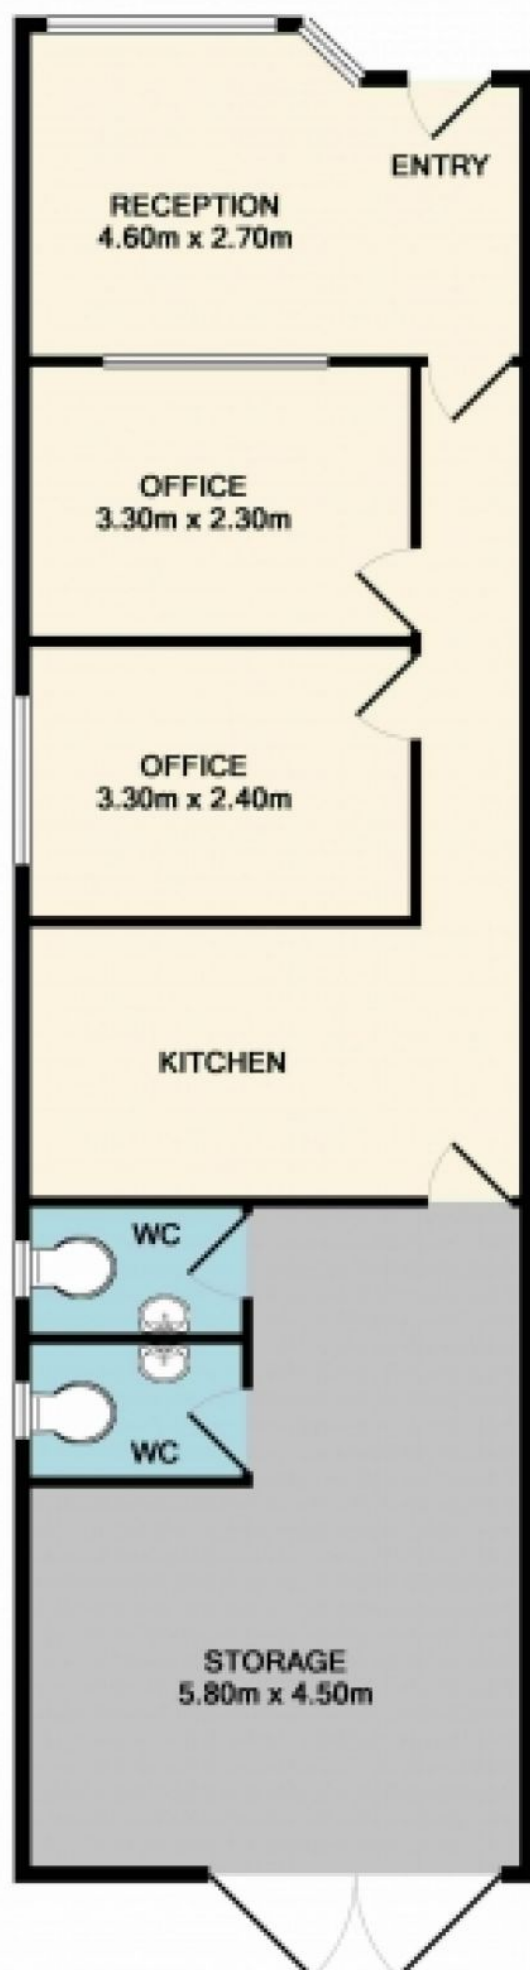 ENTRY
RECEPTION
4.60m x 2.70m
OFFICE
3.30m x 2.30m
OFFICE
3.30m x 2.40m
KITCHEN
WC
WC
STORAGE
5.80m x 4.50m